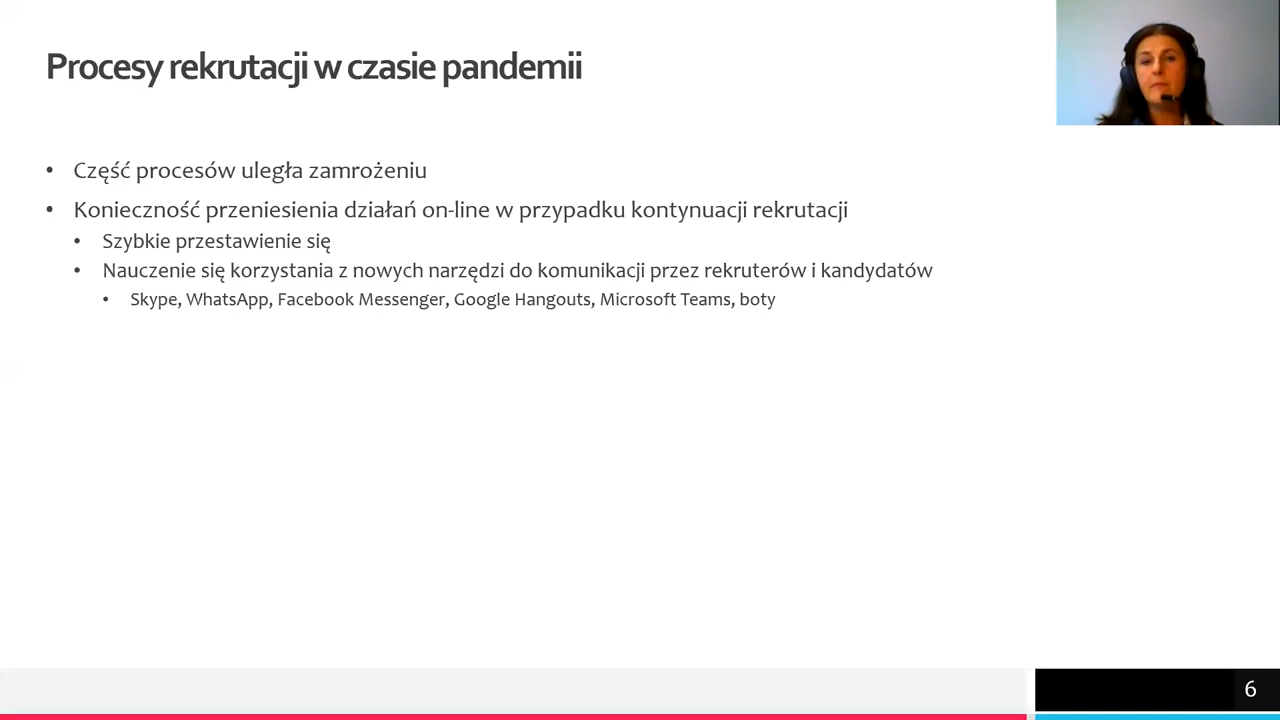 Procesy rekrutacji w czasie pandemii
• Część procesów uległa zamrożeniu
• Konieczność przeniesienia działań on-line w przypadku kontynuacji rekrutacji
• Szybkie przestawienie się
• Nauczenie się korzystania z nowych narzędzi do komunikacji przez rekruterów i kandydatów
• Skype, WhatsApp, Facebook Messenger, Google Hangouts, Microsoft Teams, boty
6